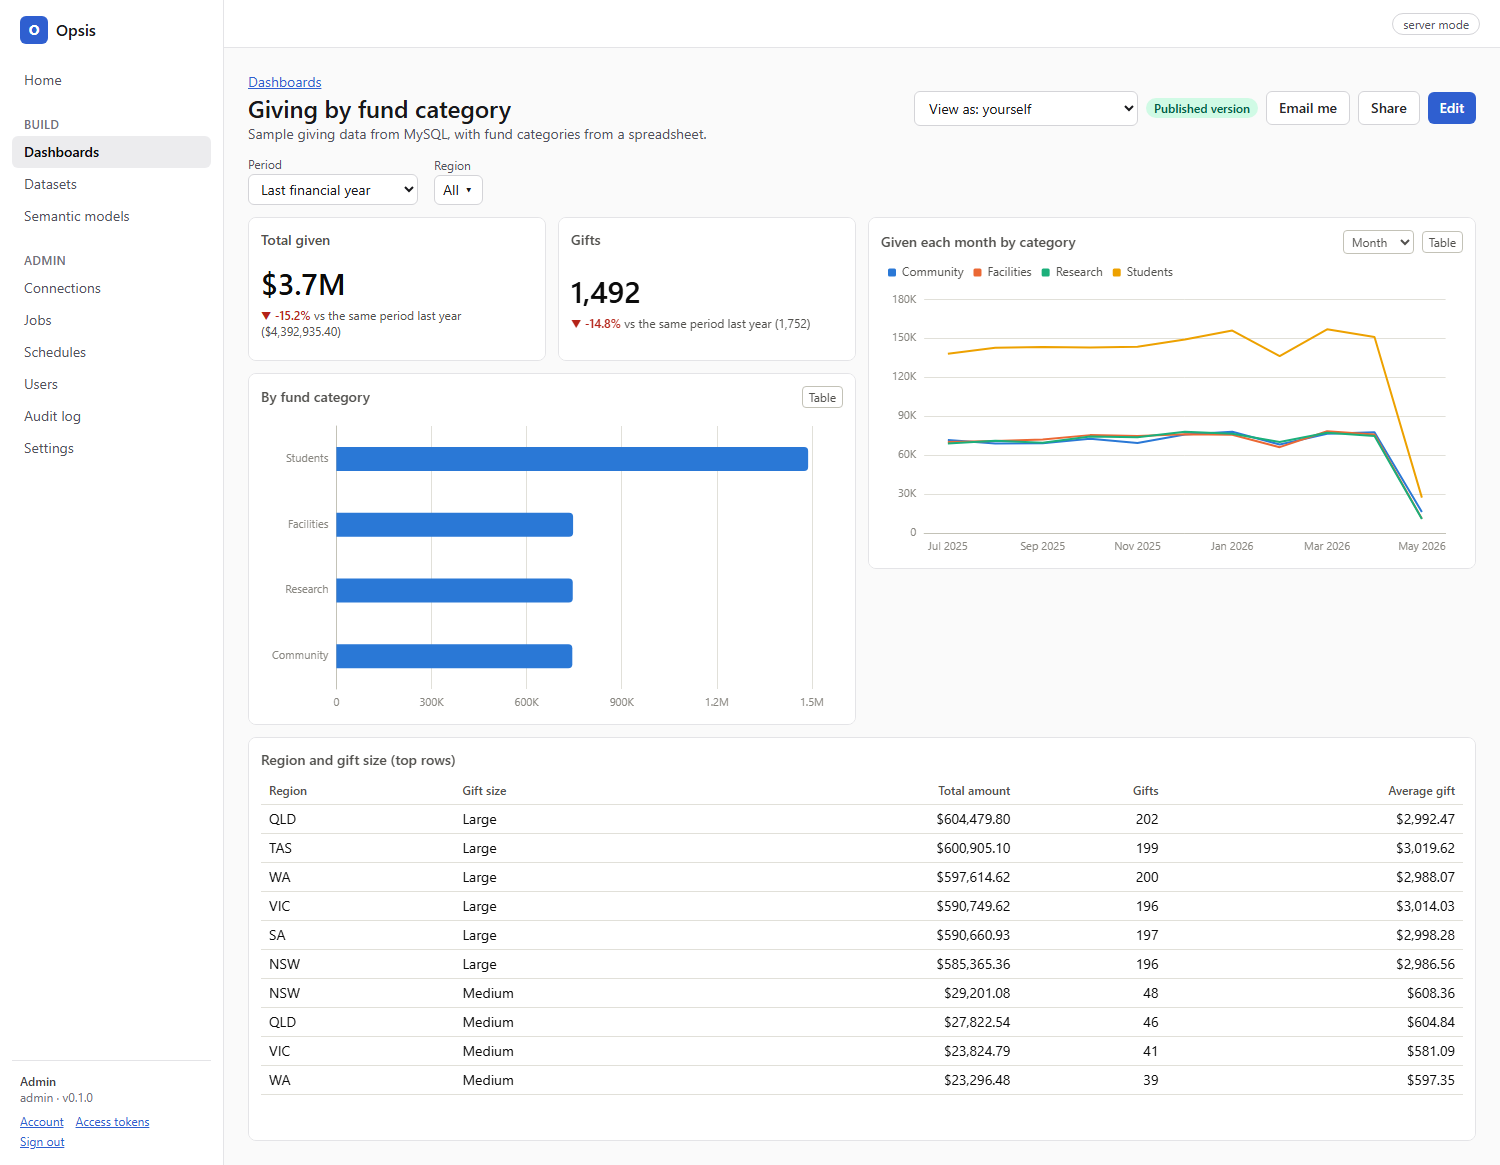 O Opsis
server mode
Home
BUILD
Dashboards
Datasets
Semantic models
ADMIN
Connections
Jobs
Schedules
Users
Audit log
Settings
Admin
admin · v0.1.0
Account Access tokens
Sign out
Dashboards
Giving by fund category
Sample giving data from MySQL, with fund categories from a spreadsheet.
View as: yourself Published version Email me Share Edit
Period Region
Last financial year All ▾
Total given
$3.7M
▼ -15.2% vs the same period last year
($4,392,935.40)
Gifts
1,492
▼ -14.8% vs the same period last year (1,752)
Given each month by category Month Table
Community Facilities Research Students
180K
150K
120K
90K
60K
30K
0
Jul 2025 Sep 2025 Nov 2025 Jan 2026 Mar 2026 May 2026
By fund category Table
Students
Facilities
Research
Community
0 300K 600K 900K 1.2M 1.5M
Region and gift size (top rows)
Region Gift size Total amount Gifts Average gift
QLD Large $604,479.80 202 $2,992.47
TAS Large $600,905.10 199 $3,019.62
WA Large $597,614.62 200 $2,988.07
VIC Large $590,749.62 196 $3,014.03
SA Large $590,660.93 197 $2,998.28
NSW Large $585,365.36 196 $2,986.56
NSW Medium $29,201.08 48 $608.36
QLD Medium $27,822.54 46 $604.84
VIC Medium $23,824.79 41 $581.09
WA Medium $23,296.48 39 $597.35